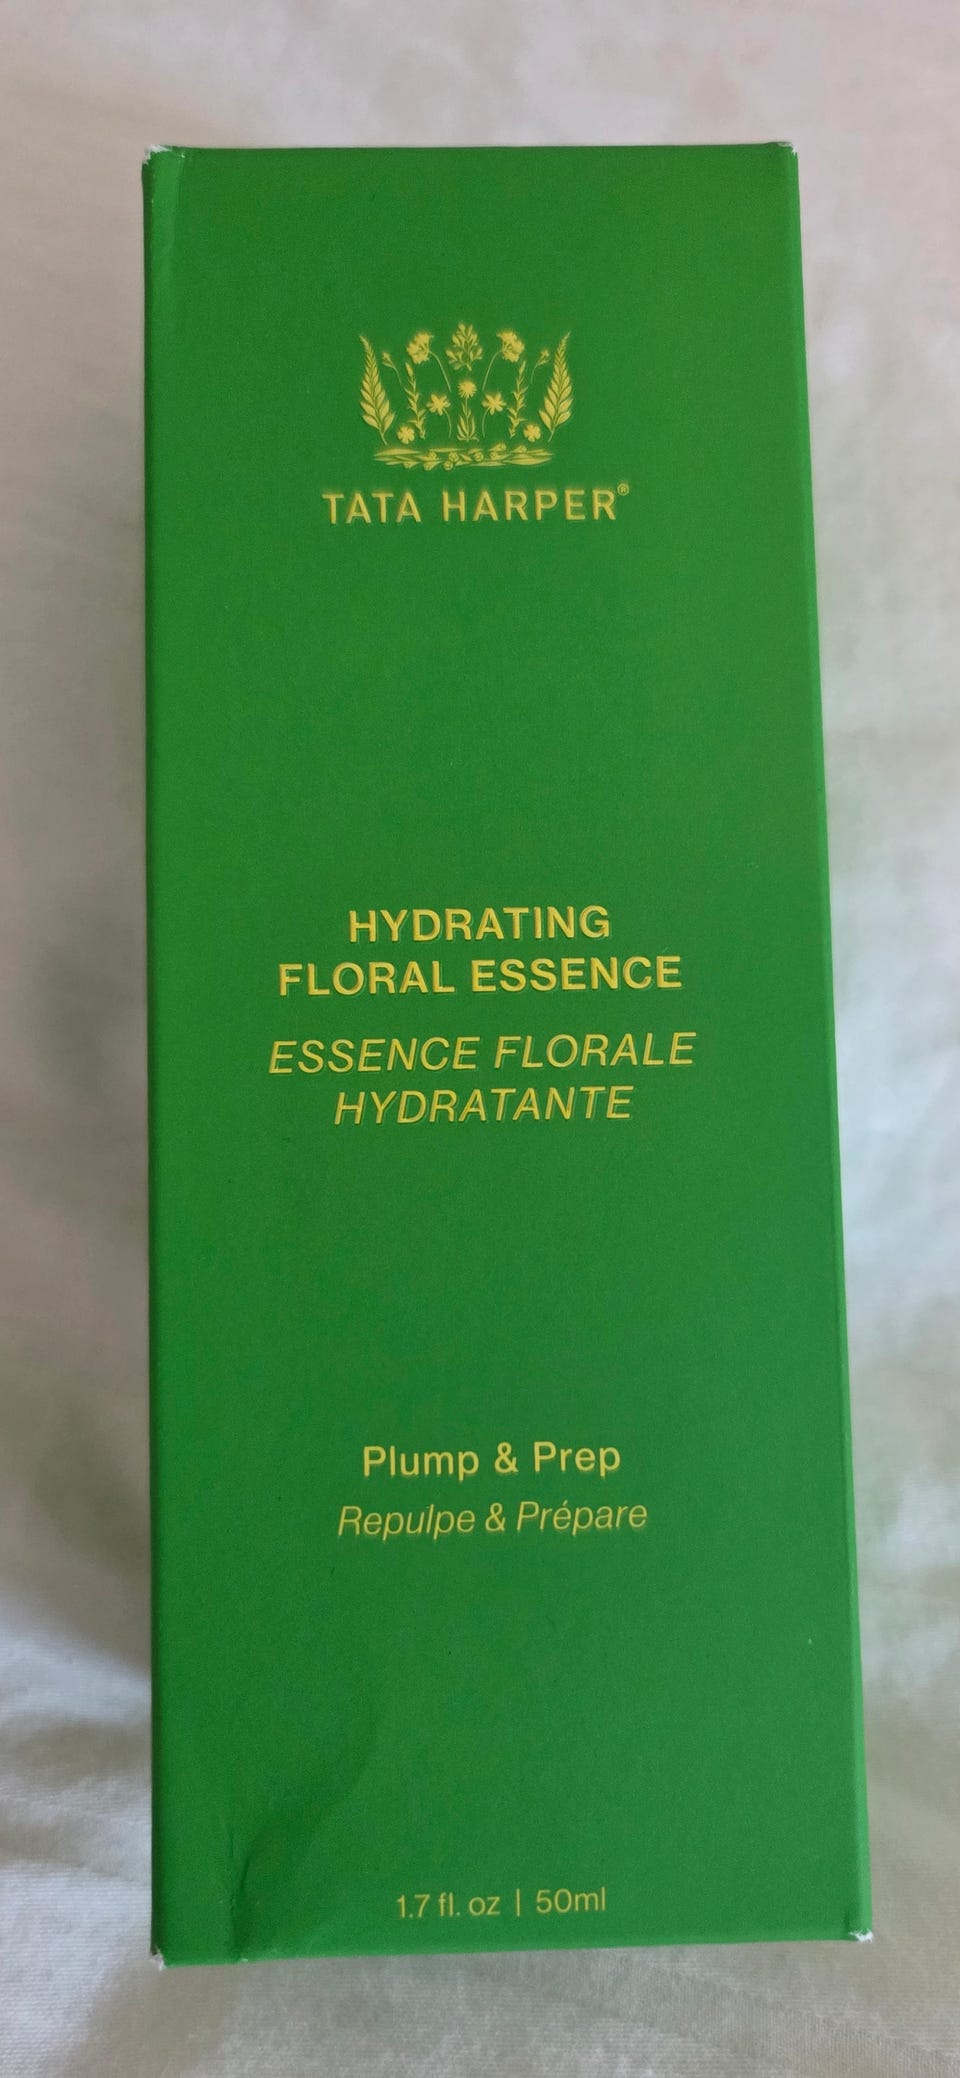 TATA HARPER®
HYDRATING
FLORAL ESSENCE
ESSENCE FLORALE
HYDRATANTE
Plump & Prep
Repulpe & Prépare
1.7 fl. oz | 50ml